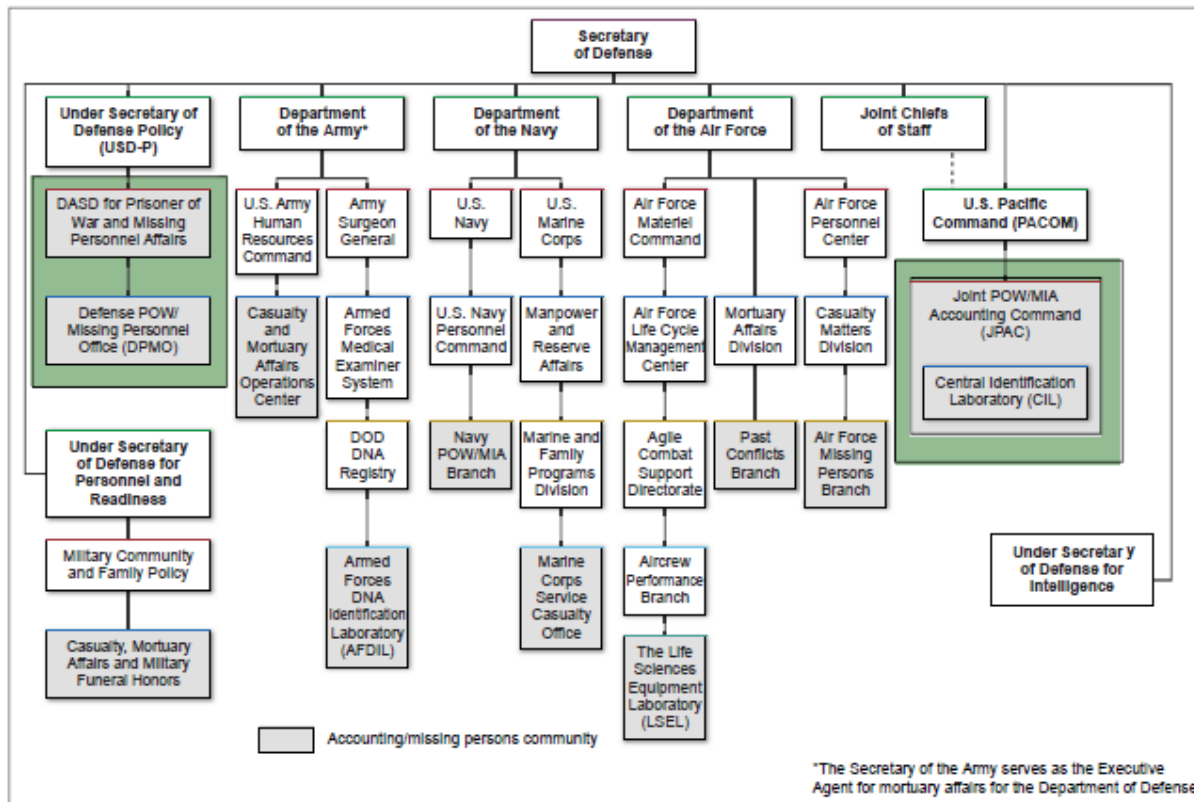 Secretary
of Defense
Under Secretary of
Defense Policy
(USD-P)
Department
of the Army*
Department
of the Navy
Department
of the Air Force
Joint Chiefs
of Staff
DASD for Prisoner of
War and Missing
Personnel Affairs
U.S. Army
Human
Resources
Command
Army
Surgeon
General
U.S.
Navy
U.S.
Marine
Corps
Air Force
Materiel
Command
Air Force
Personnel
Center
U.S. Pacific
Command (PACOM)
Defense POW/
Missing Personnel
Office (DPMO)
Casualty
and
Mortuary
Affairs
Operations
Center
Armed
Forces
Medical
Examiner
System
U.S. Navy
Personnel
Command
Manpower
and
Reserve
Affairs
Air Force
Life Cycle
Management
Center
Mortuary
Affairs
Division
Casualty
Matters
Division
Joint POW/MIA
Accounting Command
(JPAC)
Central Identification
Laboratory (CIL)
Under Secretary
of Defense for
Personnel and
Readiness
DOD
DNA
Registry
Navy
POW/MIA
Branch
Marine
and Family
Programs
Division
Agile
Combat
Support
Directorate
Past
Conflicts
Branch
Air Force
Missing
Persons
Branch
Military Community
and Family Policy
Armed
Forces
DNA
Identification
Laboratory
(AFDIL)
Marine
Corps
Service
Casualty
Office
Aircrew
Performance
Branch
Under Secretary
of Defense for
Intelligence
Casualty, Mortuary
Affairs and Military
Funeral Honors
The Life
Sciences
Equipment
Laboratory
(LSEL)
Accounting/missing persons community
*The Secretary of the Army serves as the Executive
Agent for mortuary affairs for the Department of Defense